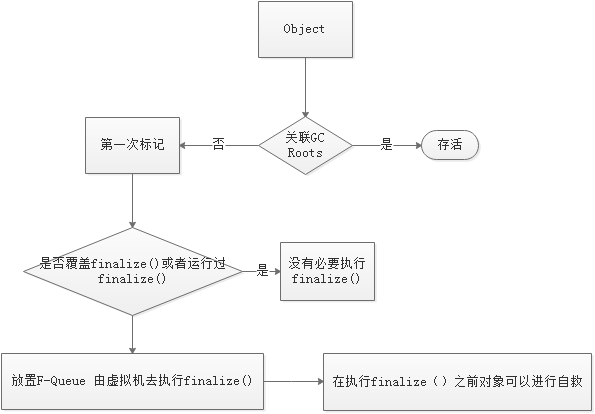 Object
关联GC
Roots
是
存活
否
第一次标记
是否覆盖finalize()或者运行过
finalize()
是
没有必要执行
finalize()
放置F-Queue 由虚拟机去执行finalize()
在执行finalize（）之前对象可以进行自救